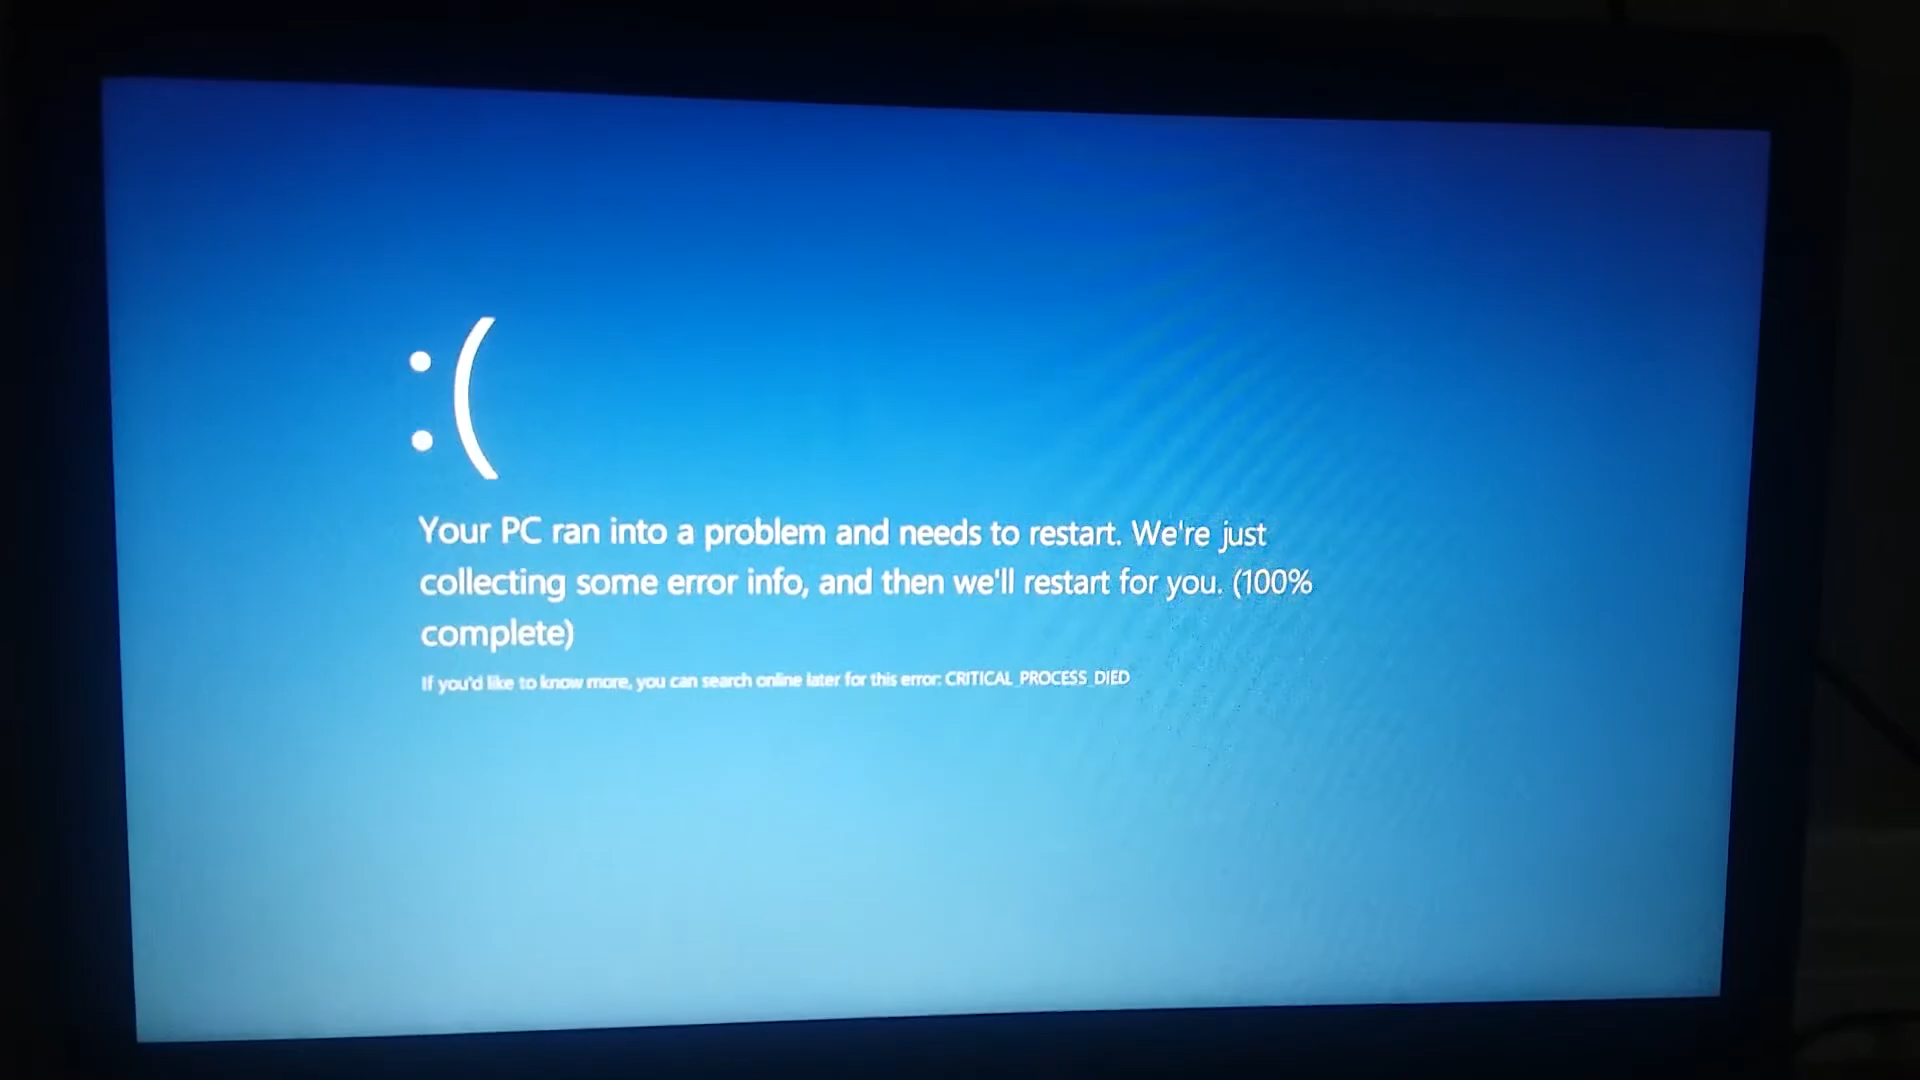 :(
Your PC ran into a problem and needs to restart. We're just
collecting some error info, and then we'll restart for you. (100%
complete)
If you'd like to know more, you can search online later for this error: CRITICAL_PROCESS_DIED